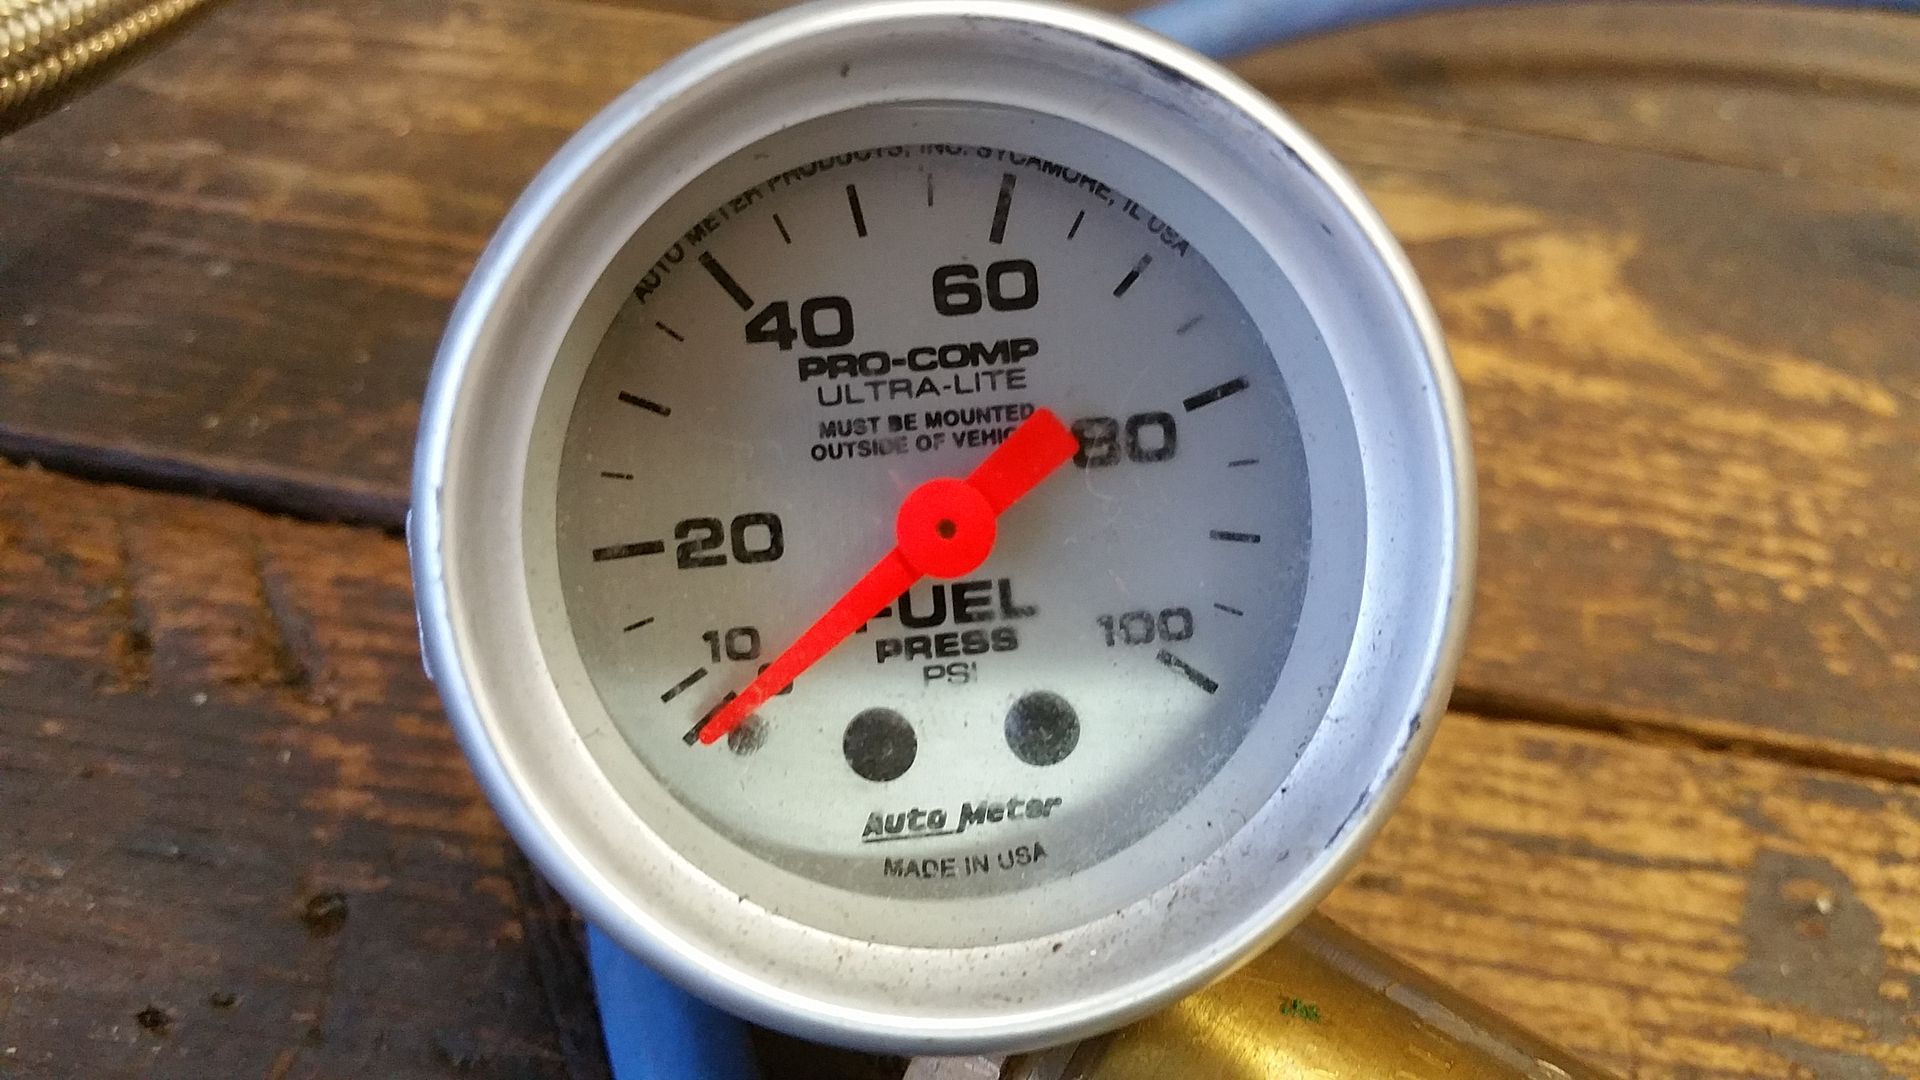 AUTO METER PRODUCTS, INC. SYCAMORE, IL USA
40 60
PRO-COMP
ULTRA-LITE
MUST BE MOUNTED
OUTSIDE OF
80
20
FUEL
PRESS
PSI
10
0
100
Auto Meter
MADE IN USA